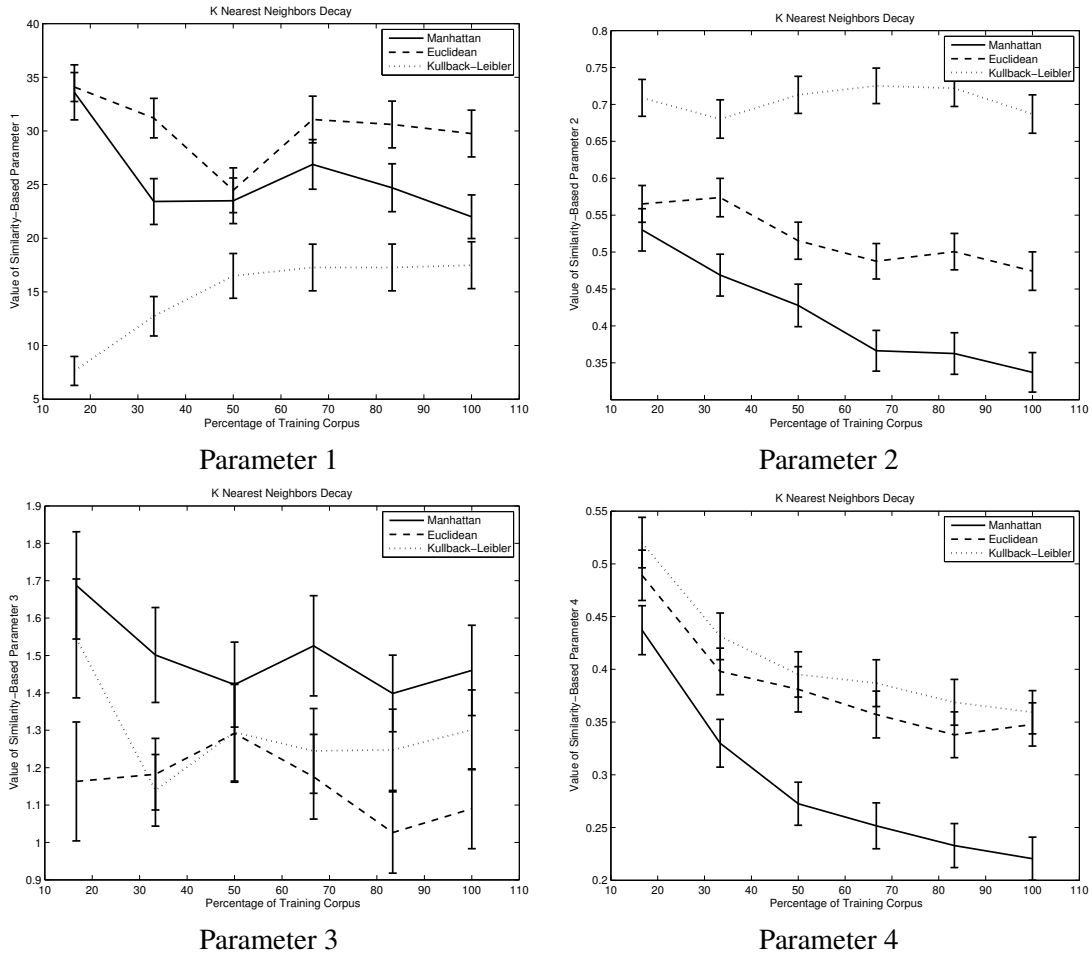 K Nearest Neighbors Decay
Manhattan
Euclidean
Kullback−Leibler
Value of Similarity−Based Parameter 1
40
35
30
25
20
15
10
5
10 20 30 40 50 60 70 80 90 100 110
Percentage of Training Corpus
Parameter 1
K Nearest Neighbors Decay
Manhattan
Euclidean
Kullback−Leibler
Value of Similarity−Based Parameter 2
0.8
0.75
0.7
0.65
0.6
0.55
0.5
0.45
0.4
0.35
10 20 30 40 50 60 70 80 90 100 110
Percentage of Training Corpus
Parameter 2
K Nearest Neighbors Decay
Manhattan
Euclidean
Kullback−Leibler
Value of Similarity−Based Parameter 3
1.9
1.8
1.7
1.6
1.5
1.4
1.3
1.2
1.1
1
0.9
10 20 30 40 50 60 70 80 90 100 110
Percentage of Training Corpus
Parameter 3
K Nearest Neighbors Decay
Manhattan
Euclidean
Kullback−Leibler
Value of Similarity−Based Parameter 4
0.55
0.5
0.45
0.4
0.35
0.3
0.25
0.2
10 20 30 40 50 60 70 80 90 100 110
Percentage of Training Corpus
Parameter 4